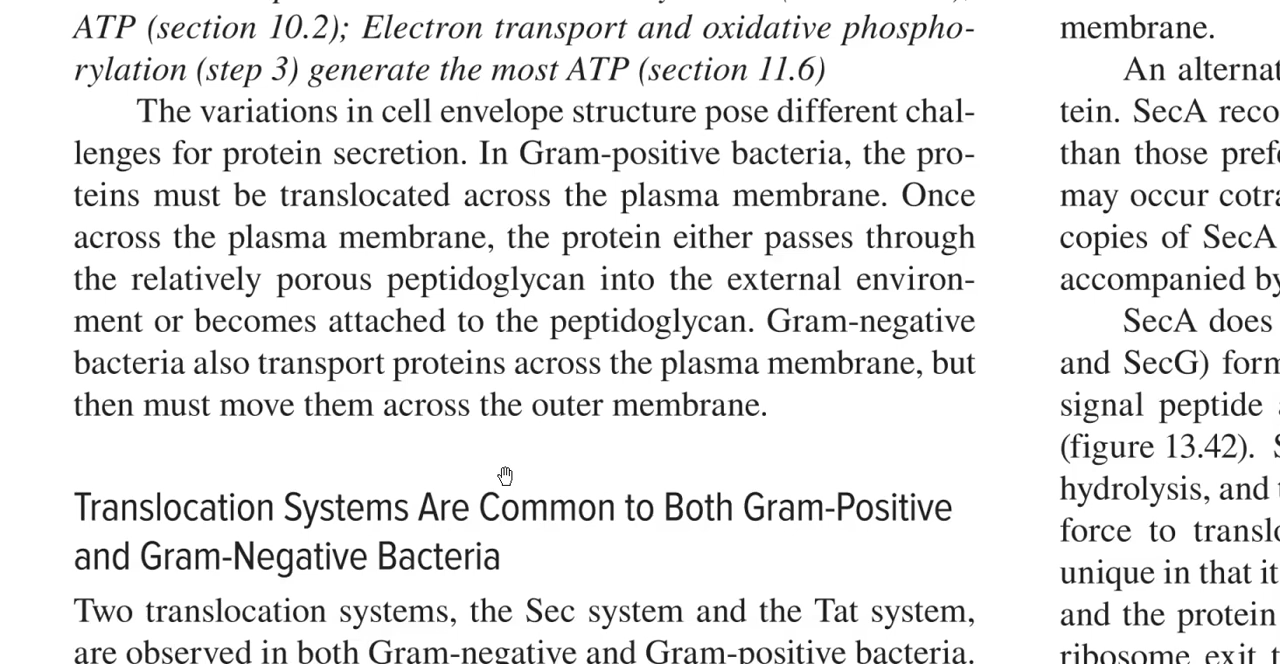 ATP (section 10.2); Electron transport and oxidative phospho-
rylation (step 3) generate the most ATP (section 11.6)
The variations in cell envelope structure pose different chal-
lenges for protein secretion. In Gram-positive bacteria, the pro-
teins must be translocated across the plasma membrane. Once
across the plasma membrane, the protein either passes through
the relatively porous peptidoglycan into the external environ-
ment or becomes attached to the peptidoglycan. Gram-negative
bacteria also transport proteins across the plasma membrane, but
then must move them across the outer membrane.
Translocation Systems Are Common to Both Gram-Positive
and Gram-Negative Bacteria
Two translocation systems, the Sec system and the Tat system,
are observed in both Gram-negative and Gram-positive bacteria.
membrane.
An alternat
tein. SecA reco
than those pref
may occur cotra
copies of SecA
accompanied by
SecA does
and SecG) form
signal peptide
(figure 13.42).
hydrolysis, and
force to translo
unique in that it
and the protein
ribosome exit t